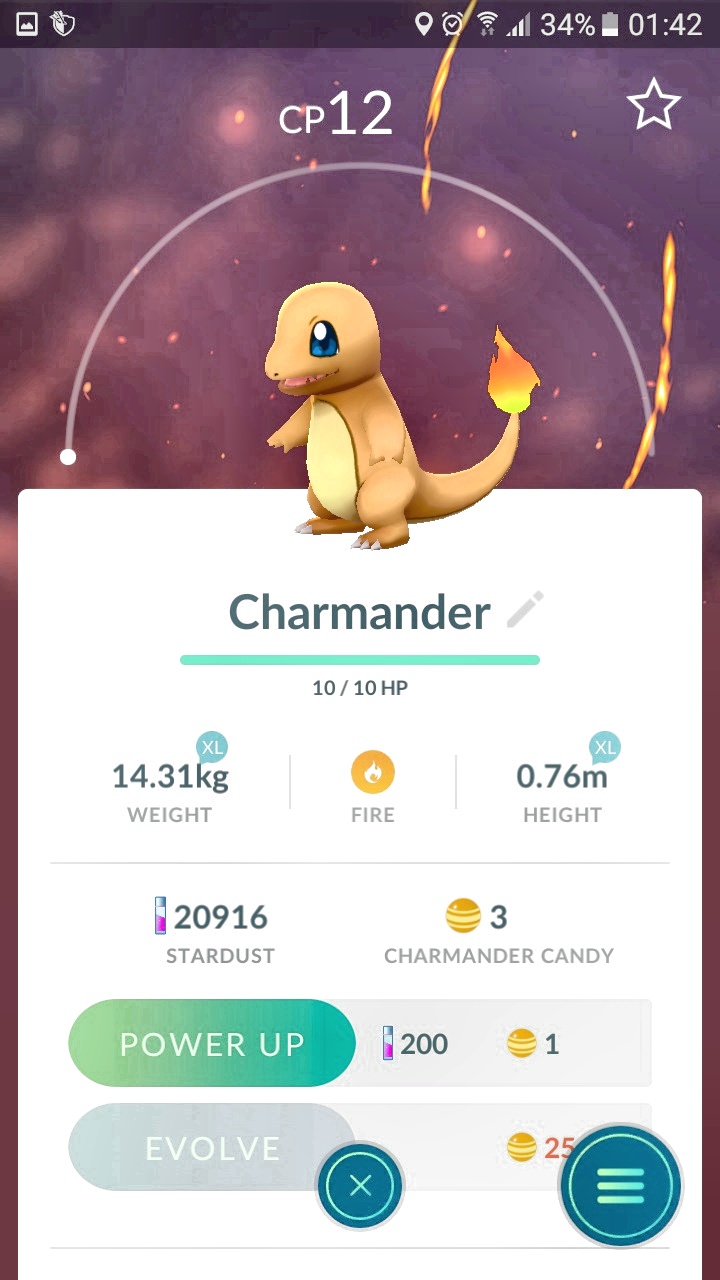 34% 01:42
CP12
Charmander
10 / 10 HP
XL XL
14.31kg 0.76m
WEIGHT FIRE HEIGHT
20916 3
STARDUST CHARMANDER CANDY
POWER UP 200 1
EVOLVE 25